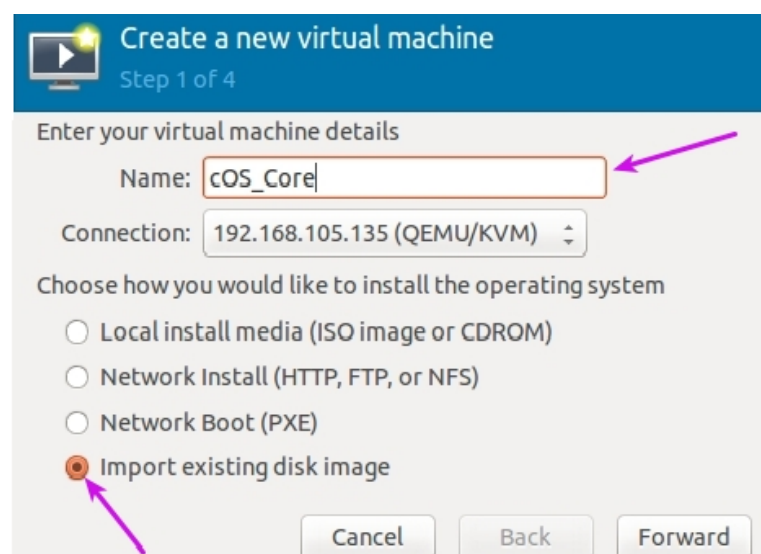 Create a new virtual machine
Step 1 of 4
Enter your virtual machine details
Name: cOS_Core
Connection: 192.168.105.135 (QEMU/KVM)
Choose how you would like to install the operating system
Local install media (ISO image or CDROM)
Network Install (HTTP, FTP, or NFS)
Network Boot (PXE)
Import existing disk image
Cancel Back Forward